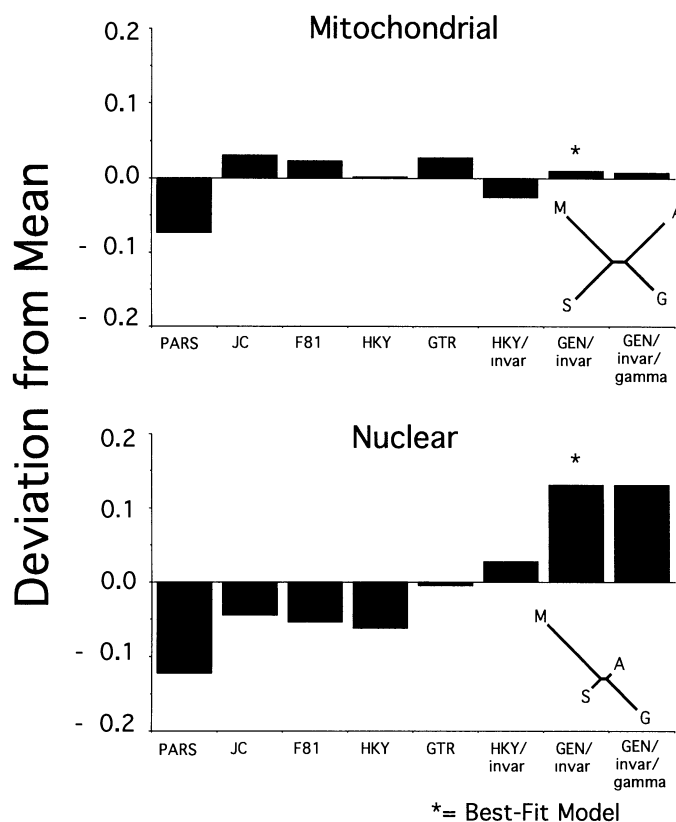 Mitochondrial
Deviation from Mean
0.2
0.1
0.0
- 0.1
- 0.2
*
M
A
S
G
PARS JC F81 HKY GTR HKY/ invar GEN/ invar GEN/ invar/ gamma
Nuclear
0.2
0.1
0.0
- 0.1
- 0.2
*
M
A
S
G
PARS JC F81 HKY GTR HKY/ invar GEN/ invar GEN/ invar/ gamma
*= Best-Fit Model